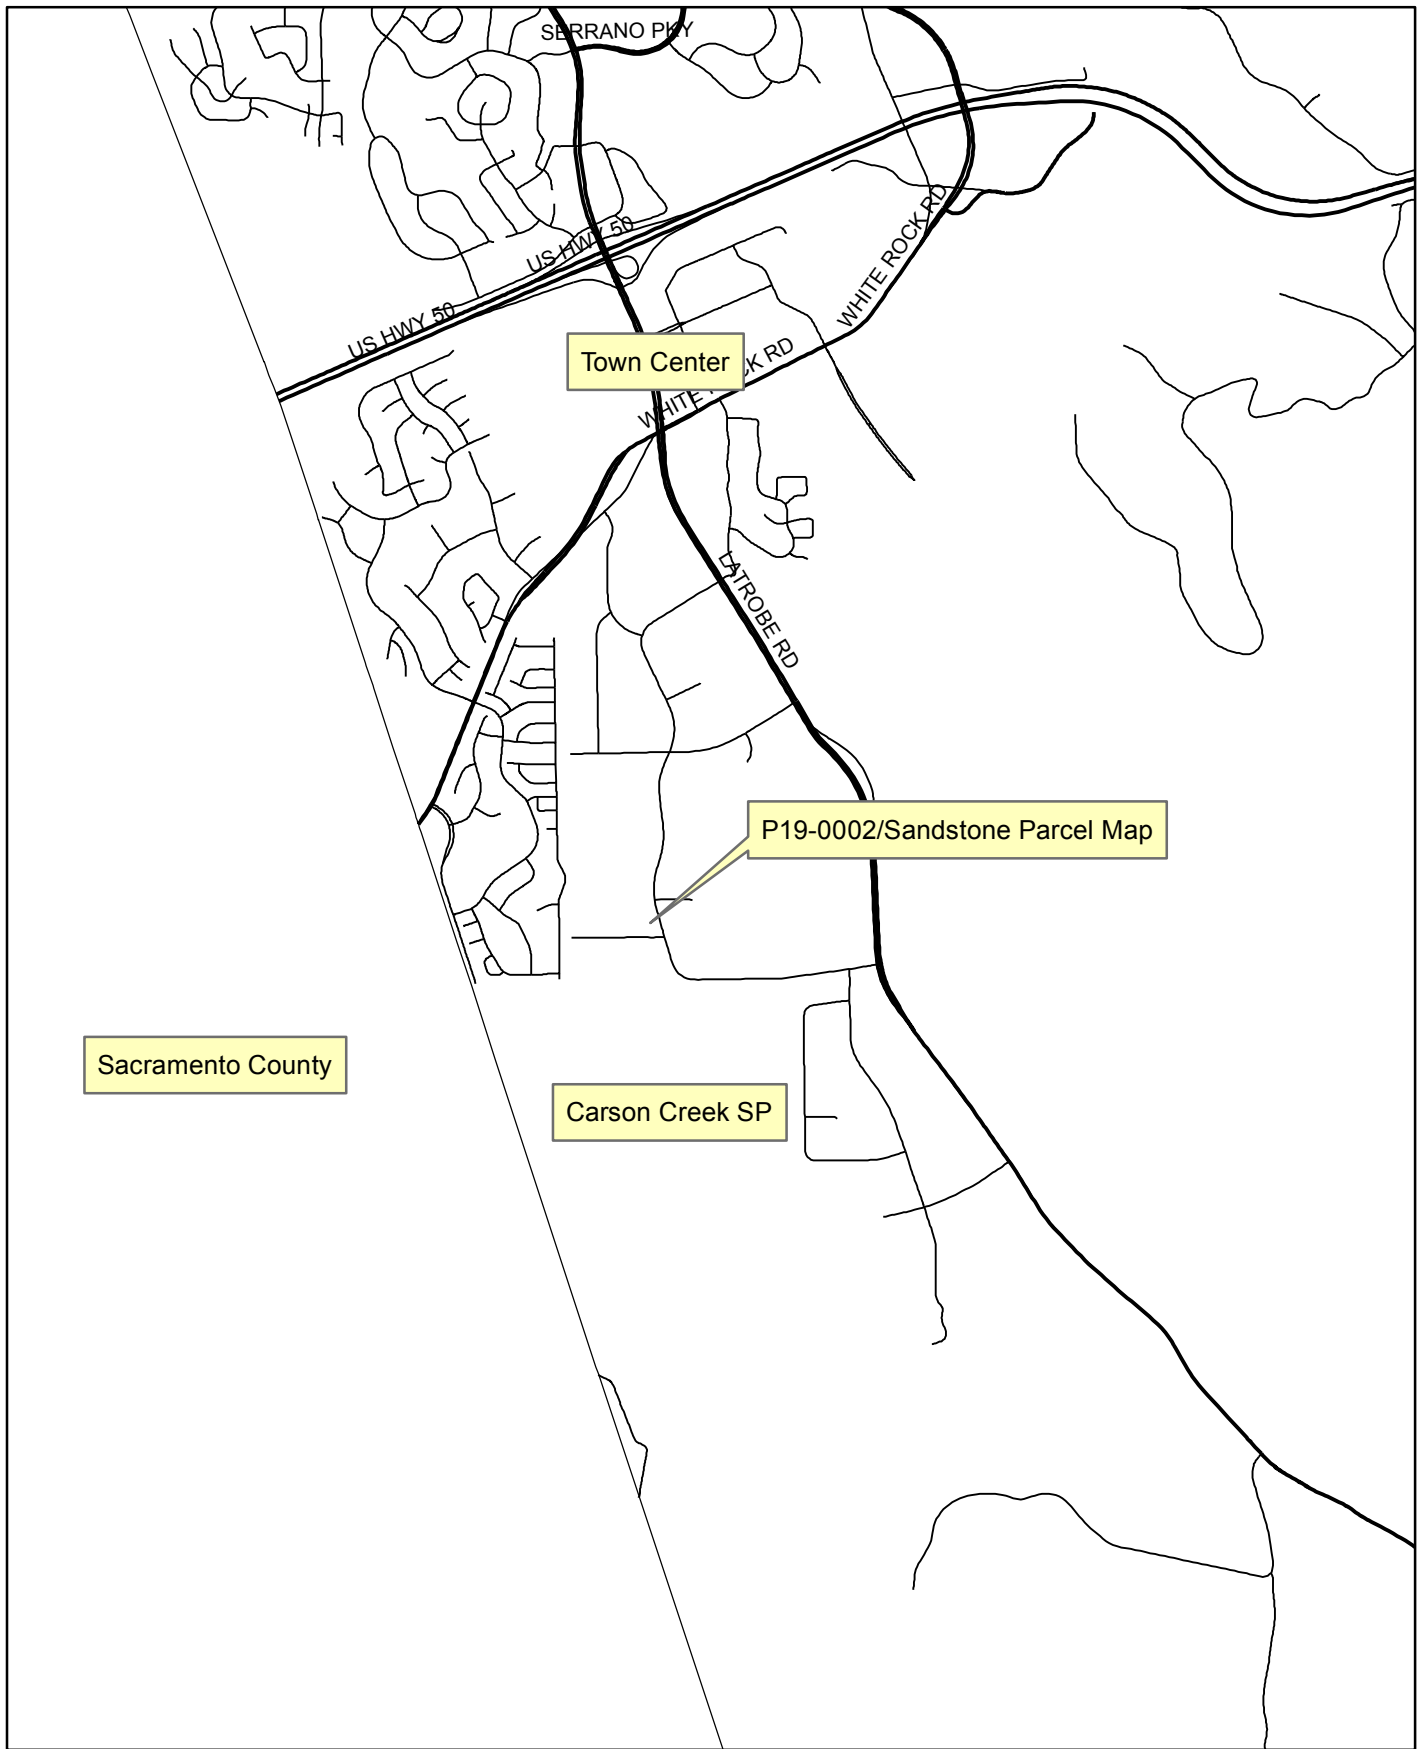 SERRANO PKY
US HWY 50
WHITE ROCK RD
US HWY 50
Town Center
WHITE ROCK RD
LATROBE RD
P19-0002/Sandstone Parcel Map
Sacramento County
Carson Creek SP